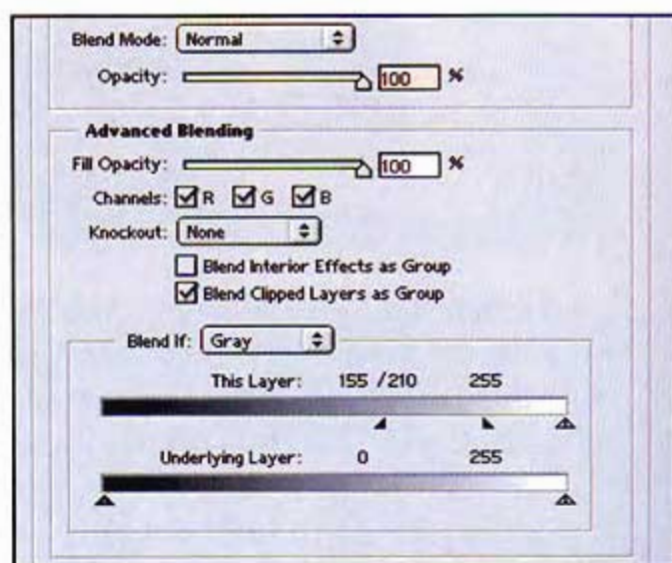 Blend Mode: Normal
Opacity: 100 %
Advanced Blending
Fill Opacity: 100 %
Channels: R G B
Knockout: None
Blend Interior Effects as Group
Blend Clipped Layers as Group
Blend If: Gray
This Layer: 155 /210 255
Underlying Layer: 0 255